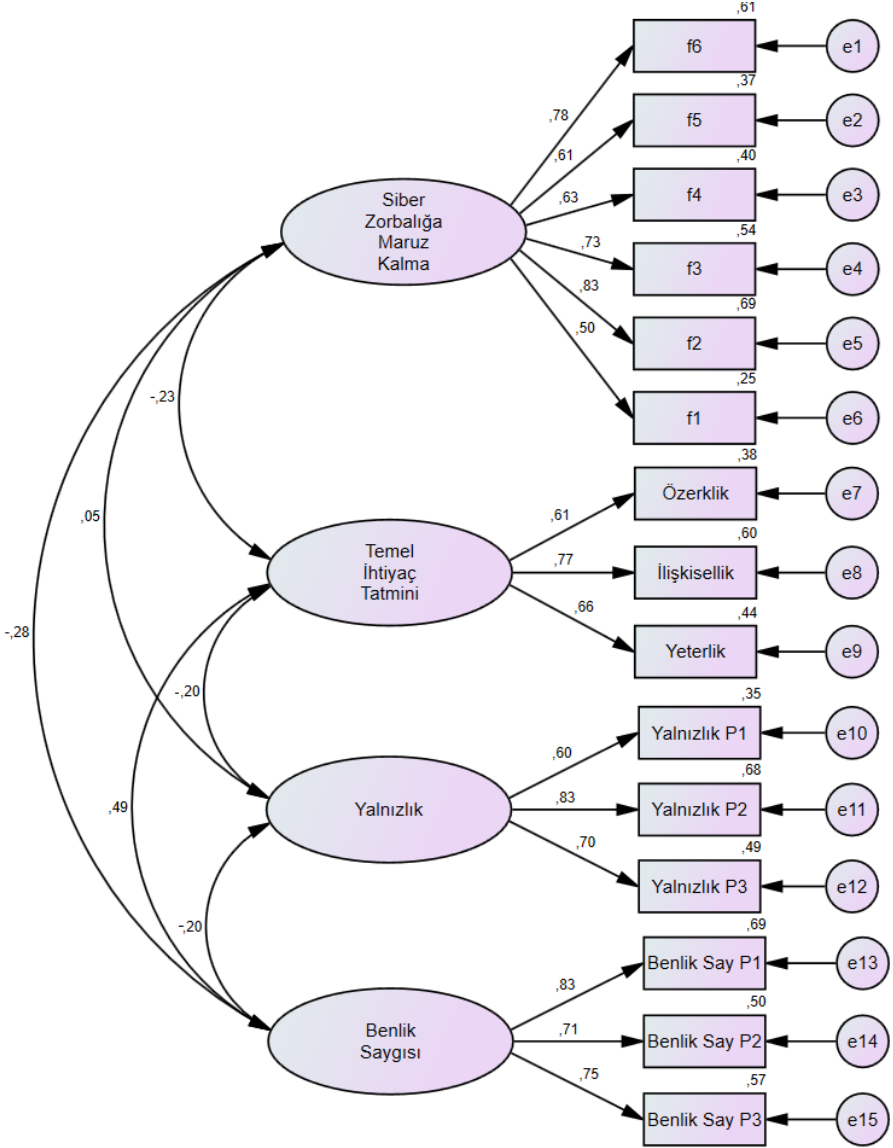 ,61
f6
e1
,37
,78
f5
e2
,61
,40
f4
e3
,63
,54
f3
e4
,73
,69
f2
e5
,83
,25
f1
e6
,50
Siber
Zorbalığa
Maruz
Kalma
-,23
,05
-,28
,38
Özerklik
e7
,61
,60
İlişkisellik
e8
,77
,44
Yeterlik
e9
,66
Temel
İhtiyaç
Tatmini
-,20
,49
,35
Yalnızlık P1
e10
,60
,68
Yalnızlık P2
e11
,83
,49
Yalnızlık P3
e12
,70
Yalnızlık
-,20
,69
Benlik Say P1
e13
,83
,50
Benlik Say P2
e14
,71
,57
Benlik Say P3
e15
,75
Benlik
Saygısı